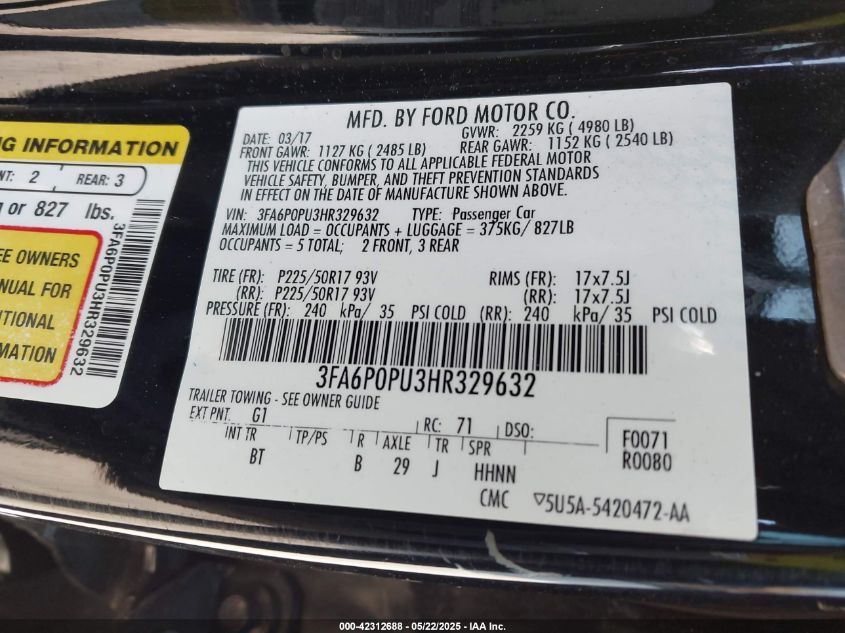 NG INFORMATION
NT: 2 REAR: 3
or 827 lbs.
EE OWNERS
ANUAL FOR
ITIONAL
RMATION
3FA6P0PU3HR329632
MFD. BY FORD MOTOR CO.
DATE: 03/17 GVWR: 2259 KG ( 4980 LB)
FRONT GAWR: 1127 KG ( 2485 LB) REAR GAWR: 1152 KG ( 2540 LB)
THIS VEHICLE CONFORMS TO ALL APPLICABLE FEDERAL MOTOR
VEHICLE SAFETY, BUMPER, AND THEFT PREVENTION STANDARDS
IN EFFECT ON THE DATE OF MANUFACTURE SHOWN ABOVE.
VIN: 3FA6P0PU3HR329632 TYPE: Passenger Car
MAXIMUM LOAD = OCCUPANTS + LUGGAGE = 375KG/ 827LB
OCCUPANTS = 5 TOTAL; 2 FRONT, 3 REAR
TIRE (FR): P225/50R17 93V RIMS (FR): 17x7.5J
(RR): P225/50R17 93V (RR): 17x7.5J
PRESSURE (FR): 240 kPa/ 35 PSI COLD (RR): 240 kPa/ 35 PSI COLD
3FA6P0PU3HR329632
TRAILER TOWING - SEE OWNER GUIDE
EXT PNT: G1 RC: 71 DSO: F0071
INT TR TP/PS R AXLE TR SPR R0080
BT B 29 J HHNN
CMC ▽5U5A-5420472-AA
000-42312688 - 05/22/2025 - IAA Inc.